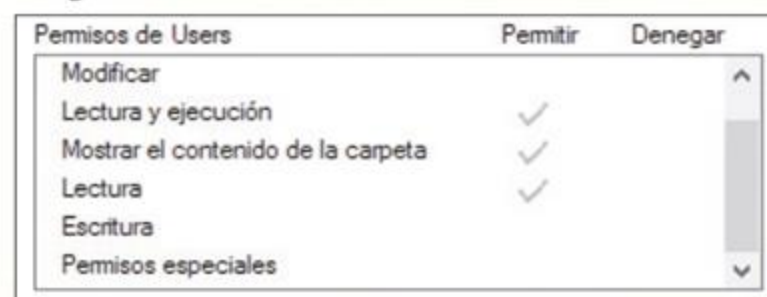 Permisos de Users Permitir Denegar
Modificar
Lectura y ejecución
Mostrar el contenido de la carpeta
Lectura
Escritura
Permisos especiales